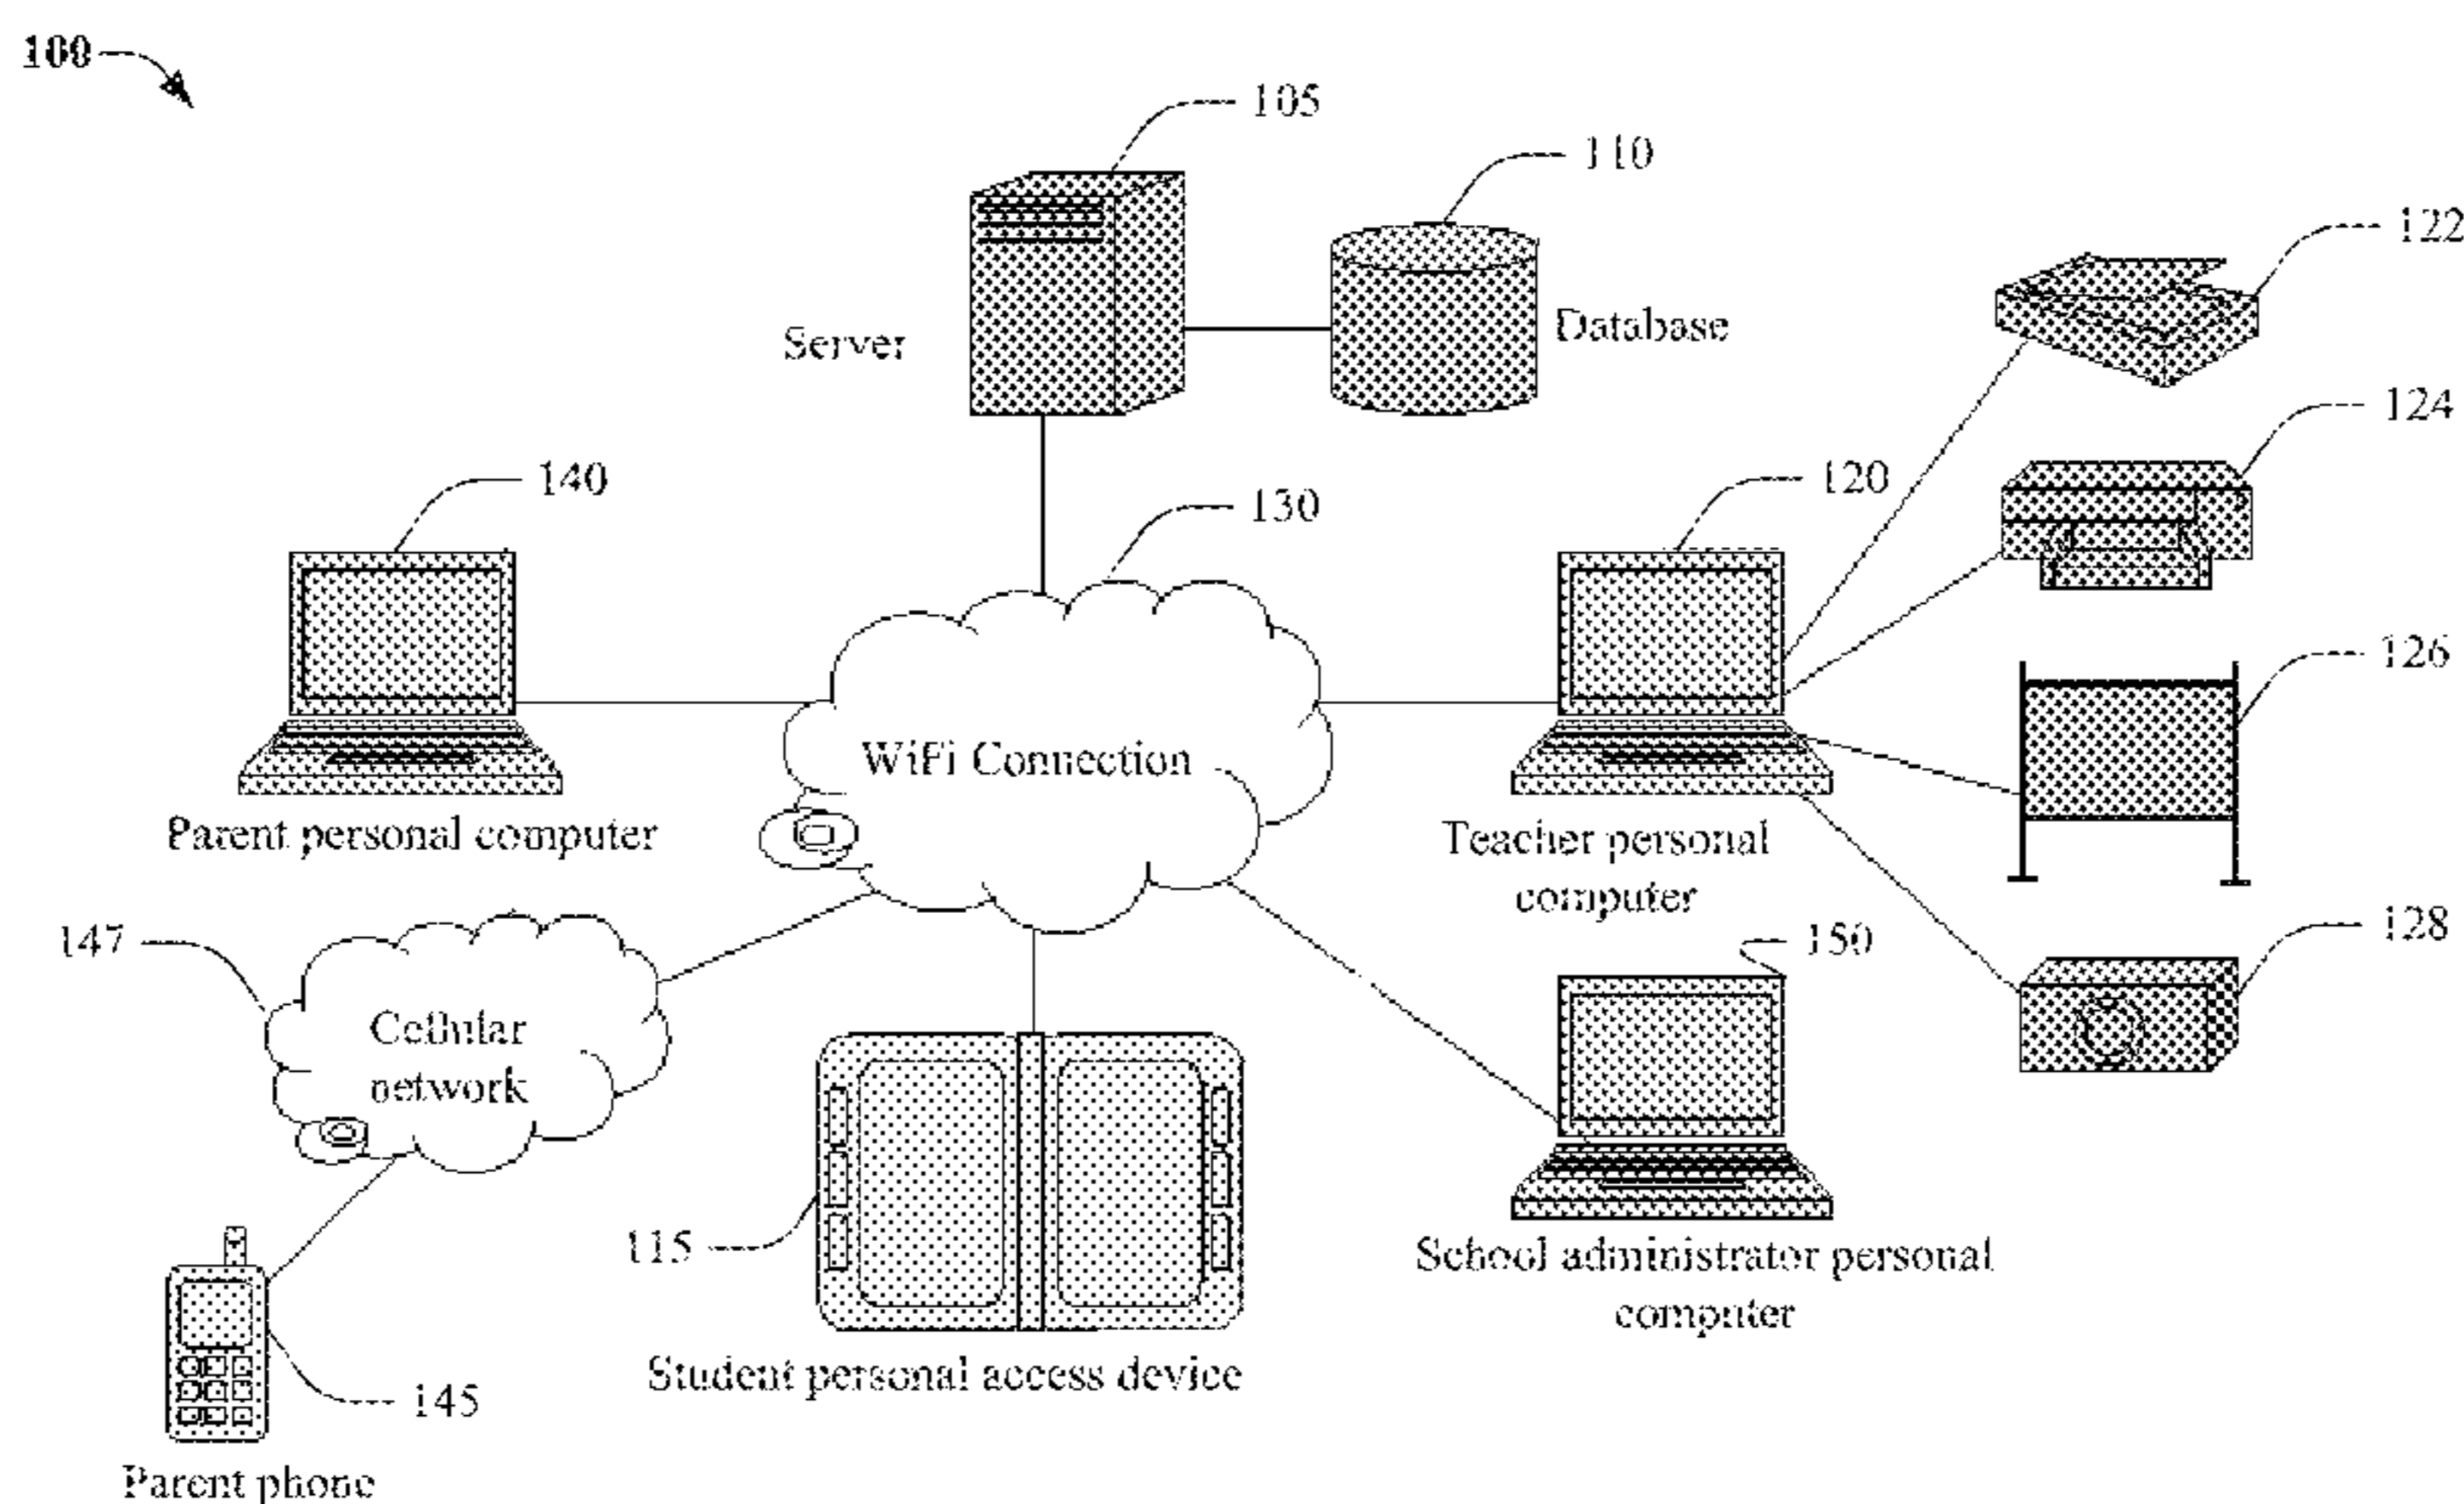 100
105
110
122
Server
Database
124
140
130
120
126
WiFi Connection
Parent personal computer
Teacher personal
computer
147
150
128
Cellular
network
115
School administrator personal
computer
Student personal access device
145
Parent phone